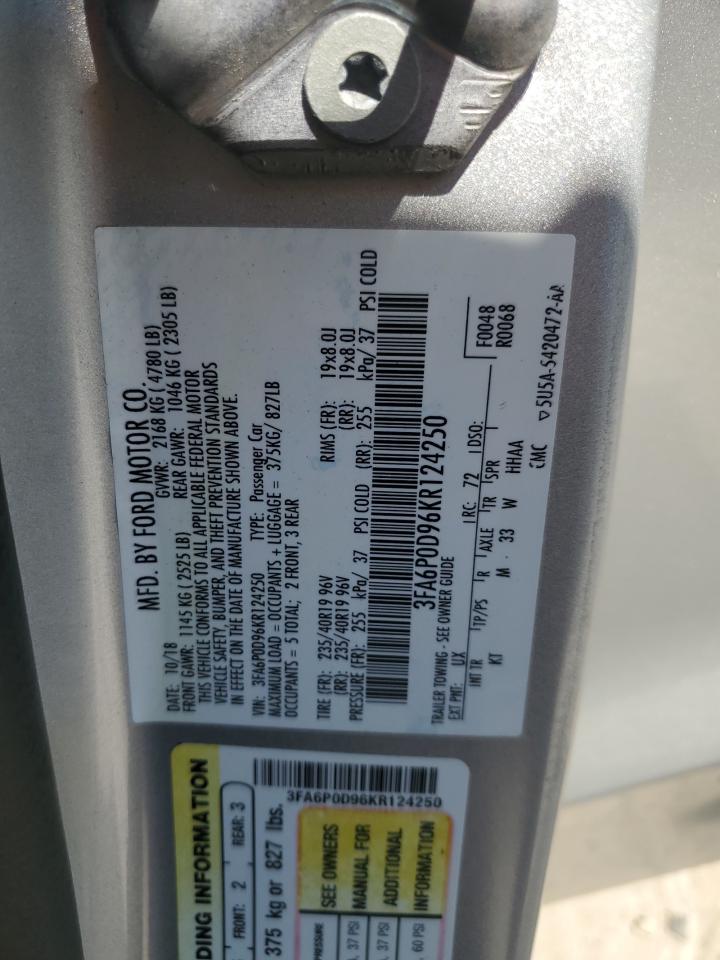 MFD. BY FORD MOTOR CO.
DATE: 10/18 GVWR: 2168 KG ( 4780 LB)
FRONT GAWR: 1145 KG ( 2525 LB) REAR GAWR: 1046 KG ( 2305 LB)
THIS VEHICLE CONFORMS TO ALL APPLICABLE FEDERAL MOTOR
VEHICLE SAFETY, BUMPER, AND THEFT PREVENTION STANDARDS
IN EFFECT ON THE DATE OF MANUFACTURE SHOWN ABOVE.
VIN: 3FA6P0D96KR124250 TYPE: Passenger Car
MAXIMUM LOAD = OCCUPANTS + LUGGAGE = 375KG/ 827LB
OCCUPANTS = 5 TOTAL; 2 FRONT, 3 REAR
TIRE (FR): 235/40R19 96V RIMS (FR): 19x8.0J
(RR): 235/40R19 96V (RR): 19x8.0J
PRESSURE (FR): 255 kPa/ 37 PSI COLD (RR): 255 kPa/ 37 PSI COLD
3FA6P0D96KR124250
TRAILER TOWING - SEE OWNER GUIDE
EXT PNT: UX RC: 72 DSO:
INT TR TP/PS R AXLE TR SPR F0048
KT M 33 W HHAA R0068
5U5A-5420472-AA
DING INFORMATION
FRONT: 2 REAR: 3
375 kg or 827 lbs.
3FA6P0D96KR124250
PRESSURE SEE OWNERS
37 PSI MANUAL FOR
37 PSI ADDITIONAL
60 PSI INFORMATION